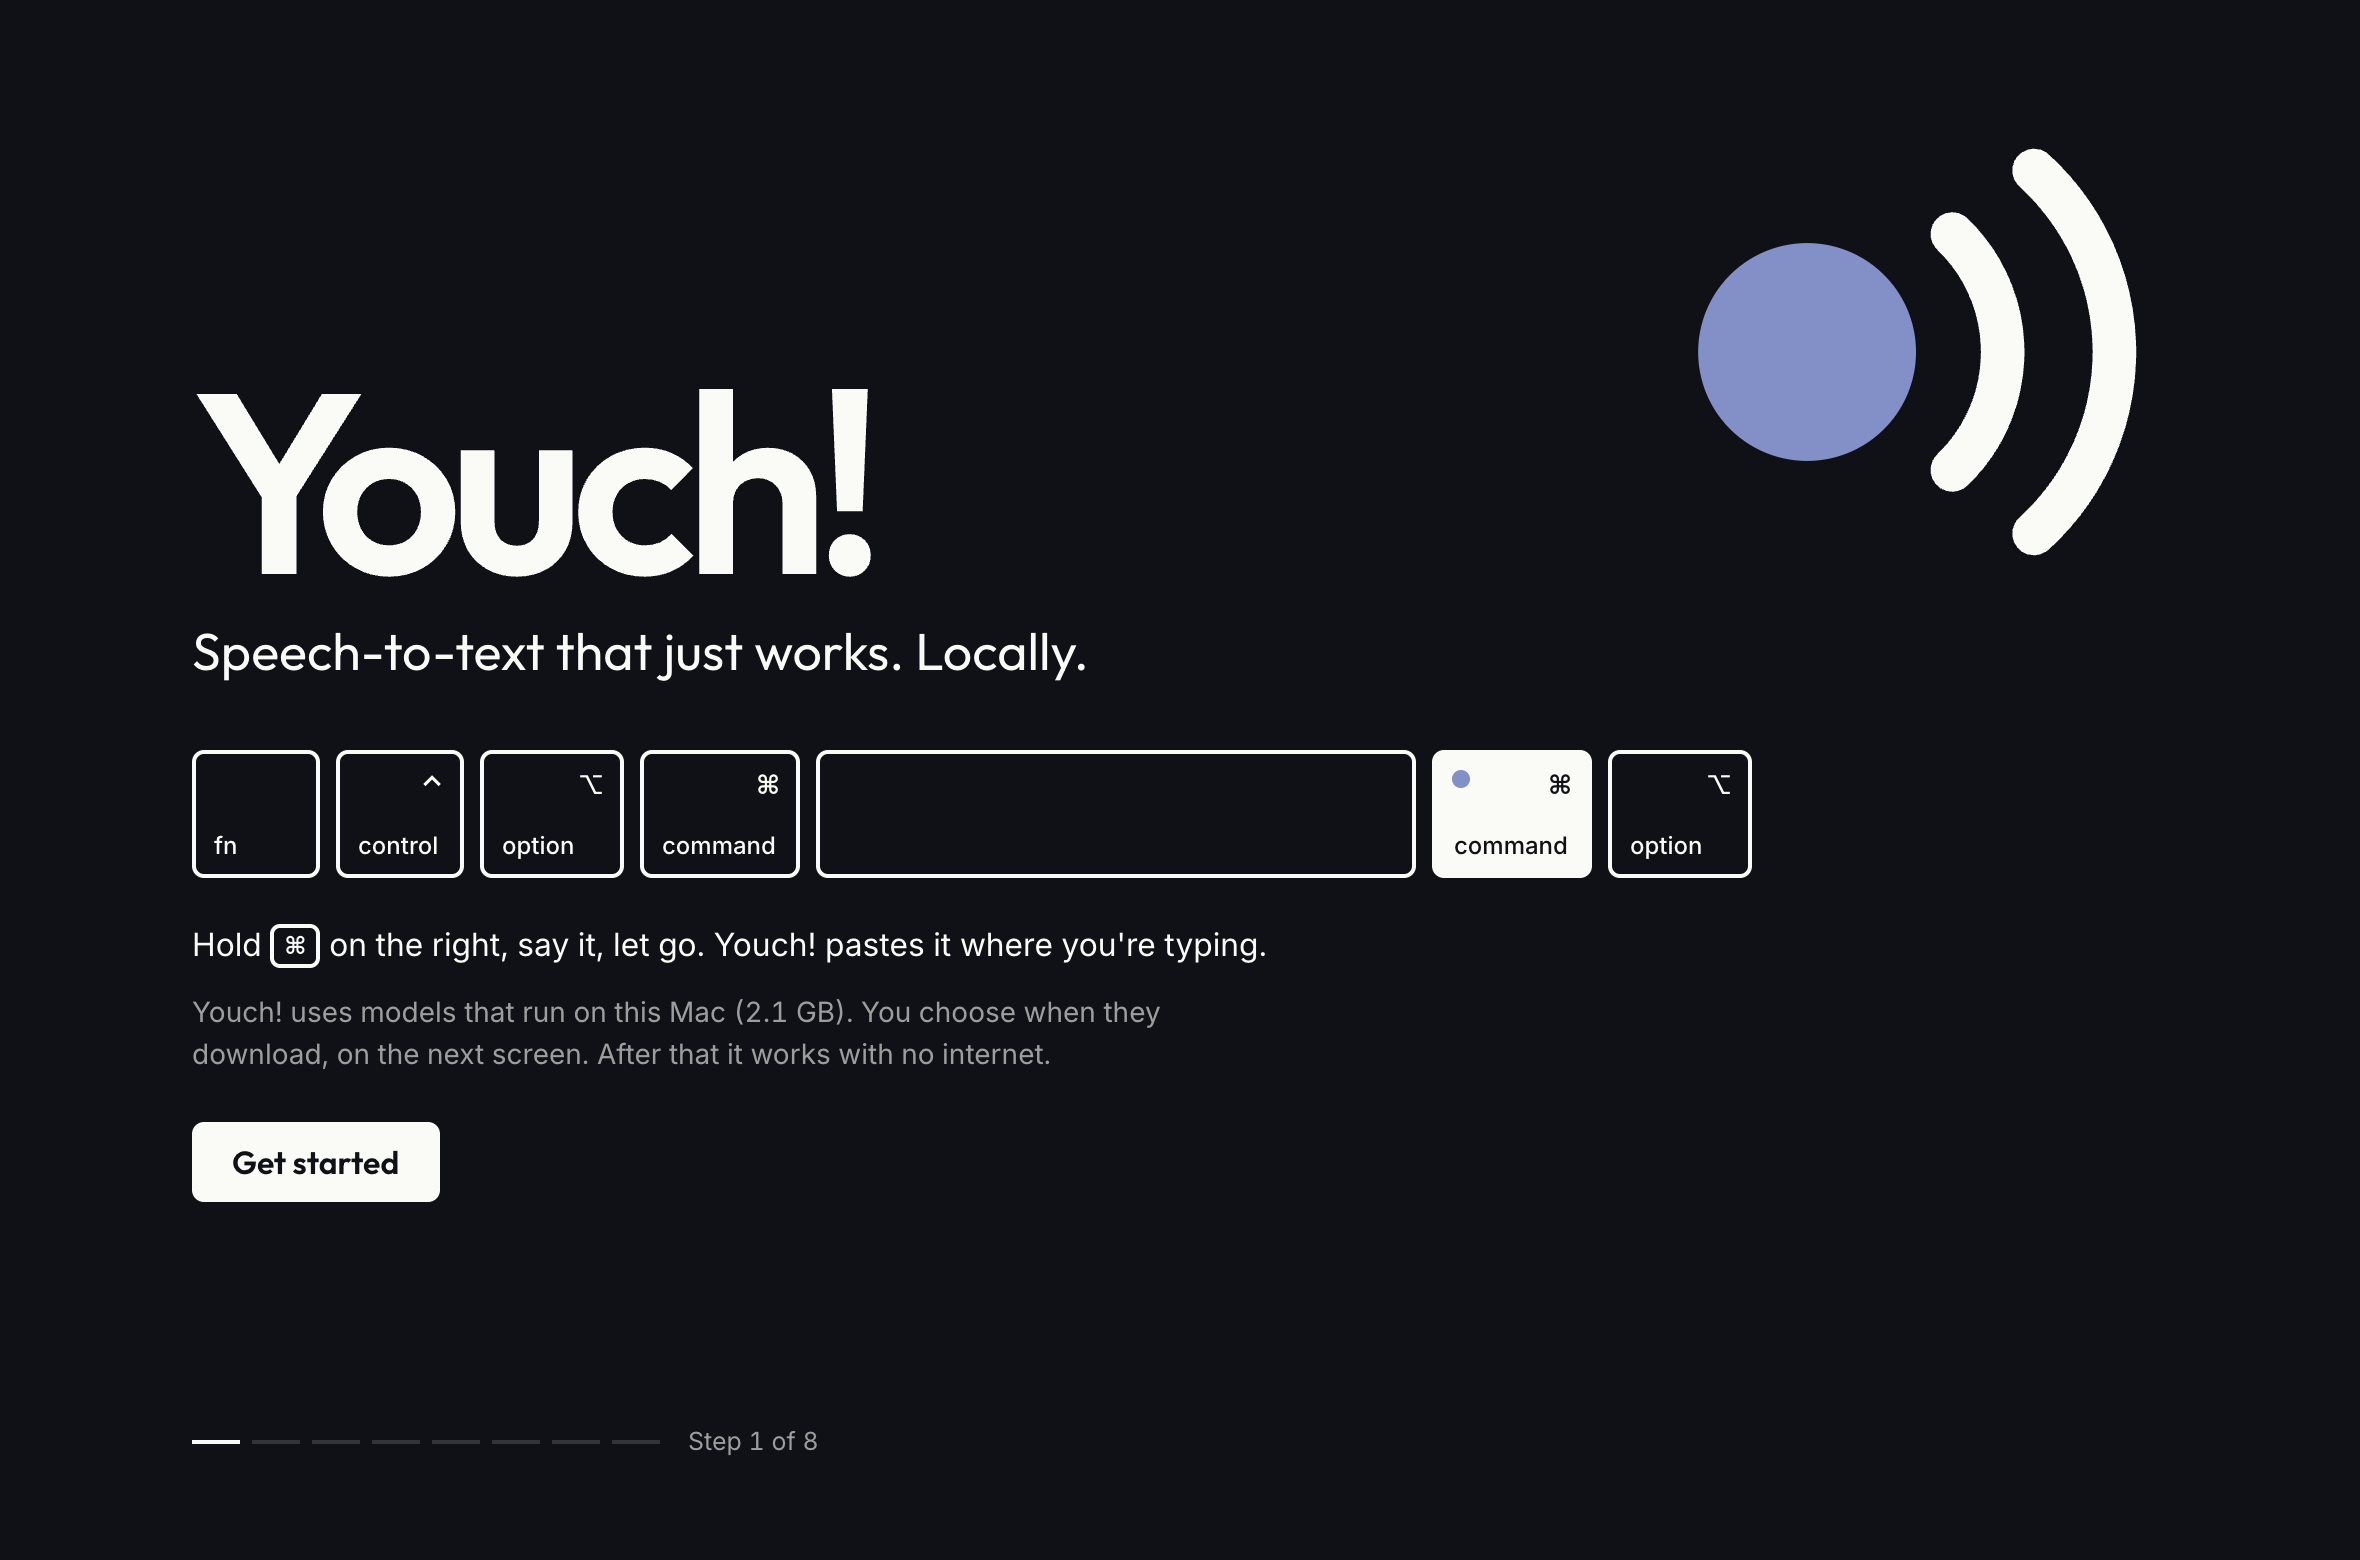 Youch!
Speech-to-text that just works. Locally.
fn
^ control
⌥ option
⌘ command
⌘ command
⌥ option
Hold ⌘ on the right, say it, let go. Youch! pastes it where you're typing.
Youch! uses models that run on this Mac (2.1 GB). You choose when they
download, on the next screen. After that it works with no internet.
Get started
Step 1 of 8